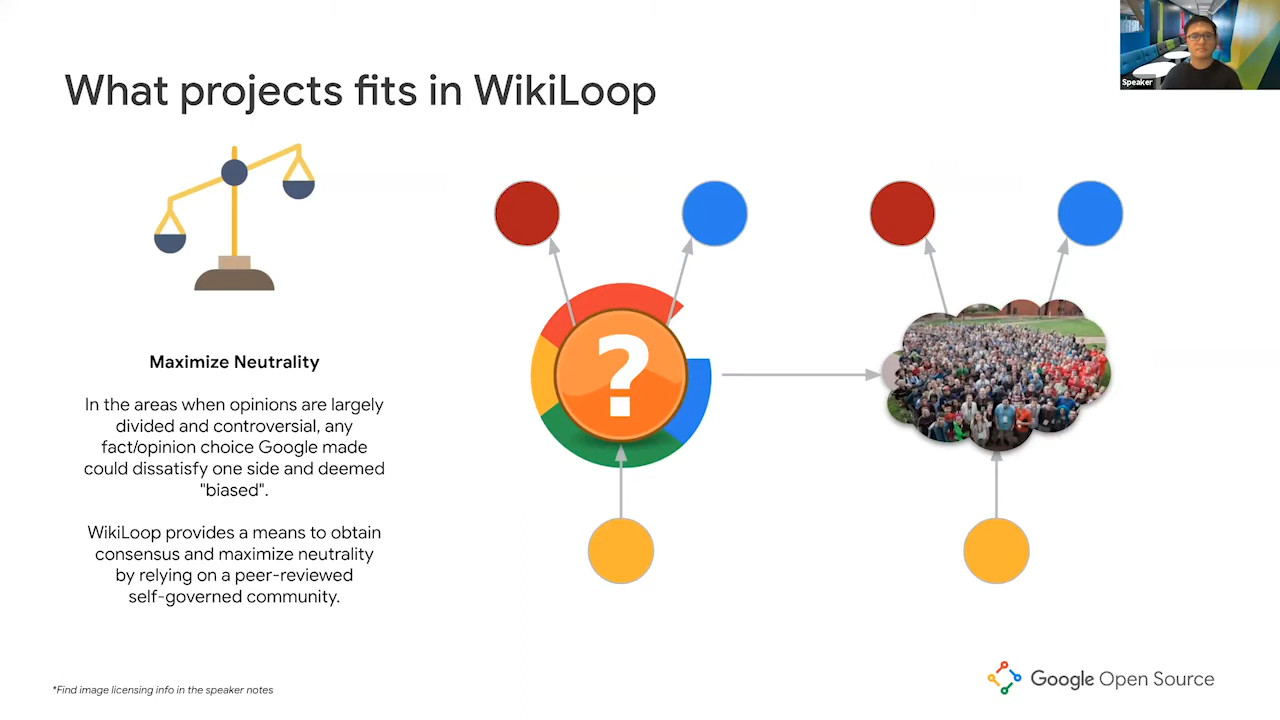 Speaker
What projects fits in WikiLoop
?
Maximize Neutrality
In the areas when opinions are largely
divided and controversial, any
fact/opinion choice Google made
could dissatisfy one side and deemed
"biased".
WikiLoop provides a means to obtain
consensus and maximize neutrality
by relying on a peer-reviewed
self-governed community.
*Find image licensing info in the speaker notes
Google Open Source